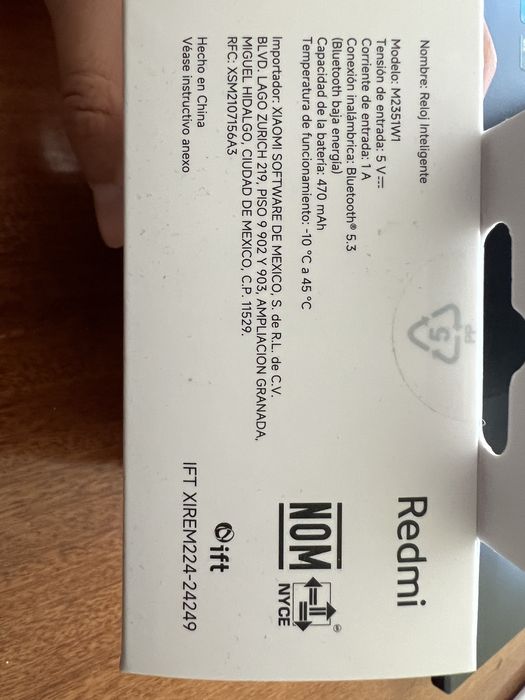 Nombre: Reloj Inteligente
Modelo: M2351W1
Tensión de entrada: 5 V⎓
Corriente de entrada: 1 A
Conexión inalámbrica: Bluetooth® 5.3
(Bluetooth baja energía)
Capacidad de la batería: 470 mAh
Temperatura de funcionamiento: -10 °C a 45 °C
Importador: XIAOMI SOFTWARE DE MEXICO, S. de R.L. de C.V.
BLVD. LAGO ZURICH 219, PISO 9 902 Y 903, AMPLIACION GRANADA,
MIGUEL HIDALGO, CIUDAD DE MEXICO, C.P. 11529.
RFC: XSM2107156A3
Hecho en China
Véase instructivo anexo
5
PP
Redmi
NOM
NYCE
ift
IFT XIREM224-24249